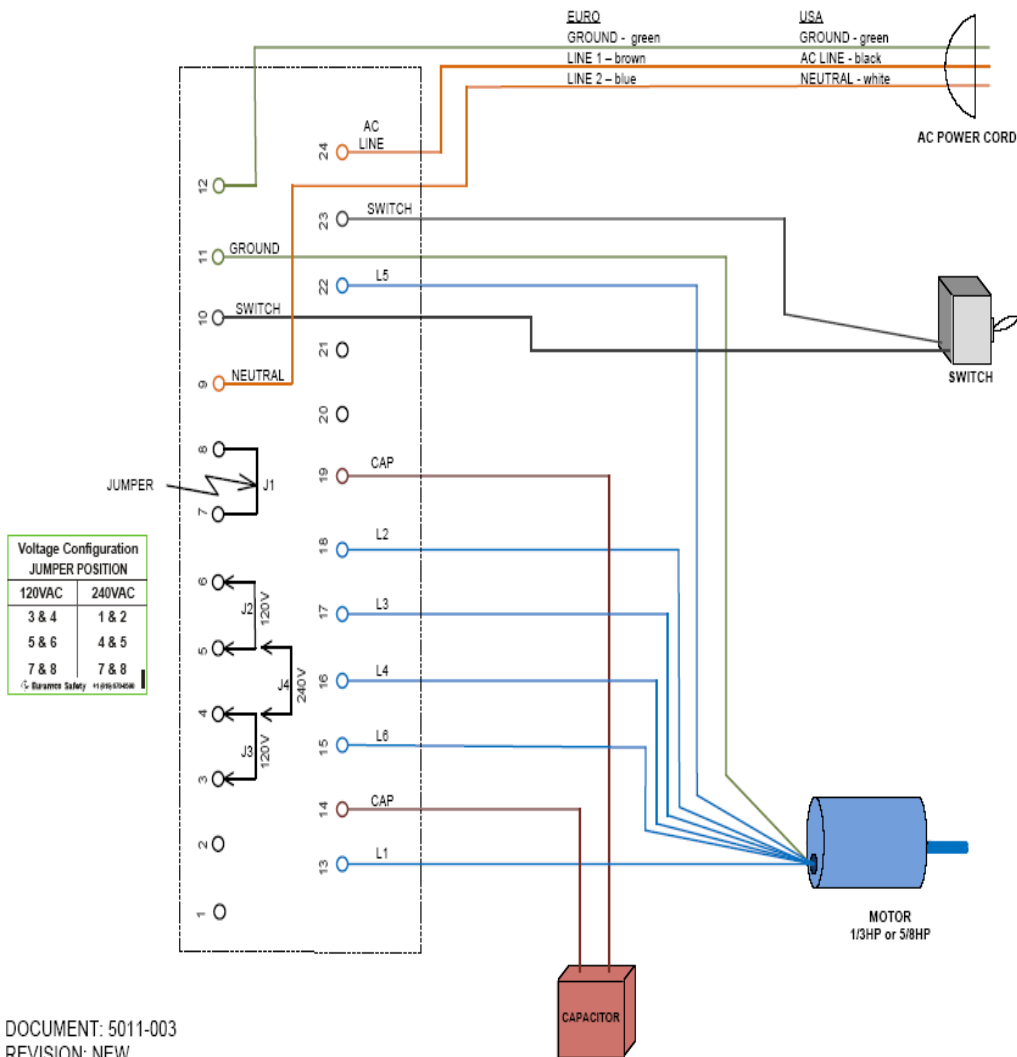 EURO USA
GROUND - green GROUND - green
LINE 1 – brown AC LINE - black
LINE 2 – blue NEUTRAL - white
AC POWER CORD
AC
LINE
24
12
23 SWITCH
11 GROUND
22 L5
10 SWITCH
21
SWITCH
9 NEUTRAL
20
8
19 CAP
JUMPER
J1
7
18 L2
Voltage Configuration
JUMPER POSITION
120VAC 240VAC
3 & 4 1 & 2
5 & 6 4 & 5
7 & 8 7 & 8
Euramco Safety
6
J2
120V
17 L3
5
J4
240V
16 L4
4
J3
120V
15 L6
3
14 CAP
2
13 L1
1
MOTOR
1/3HP or 5/8HP
CAPACITOR
DOCUMENT: 5011-003
REVISION: NEW